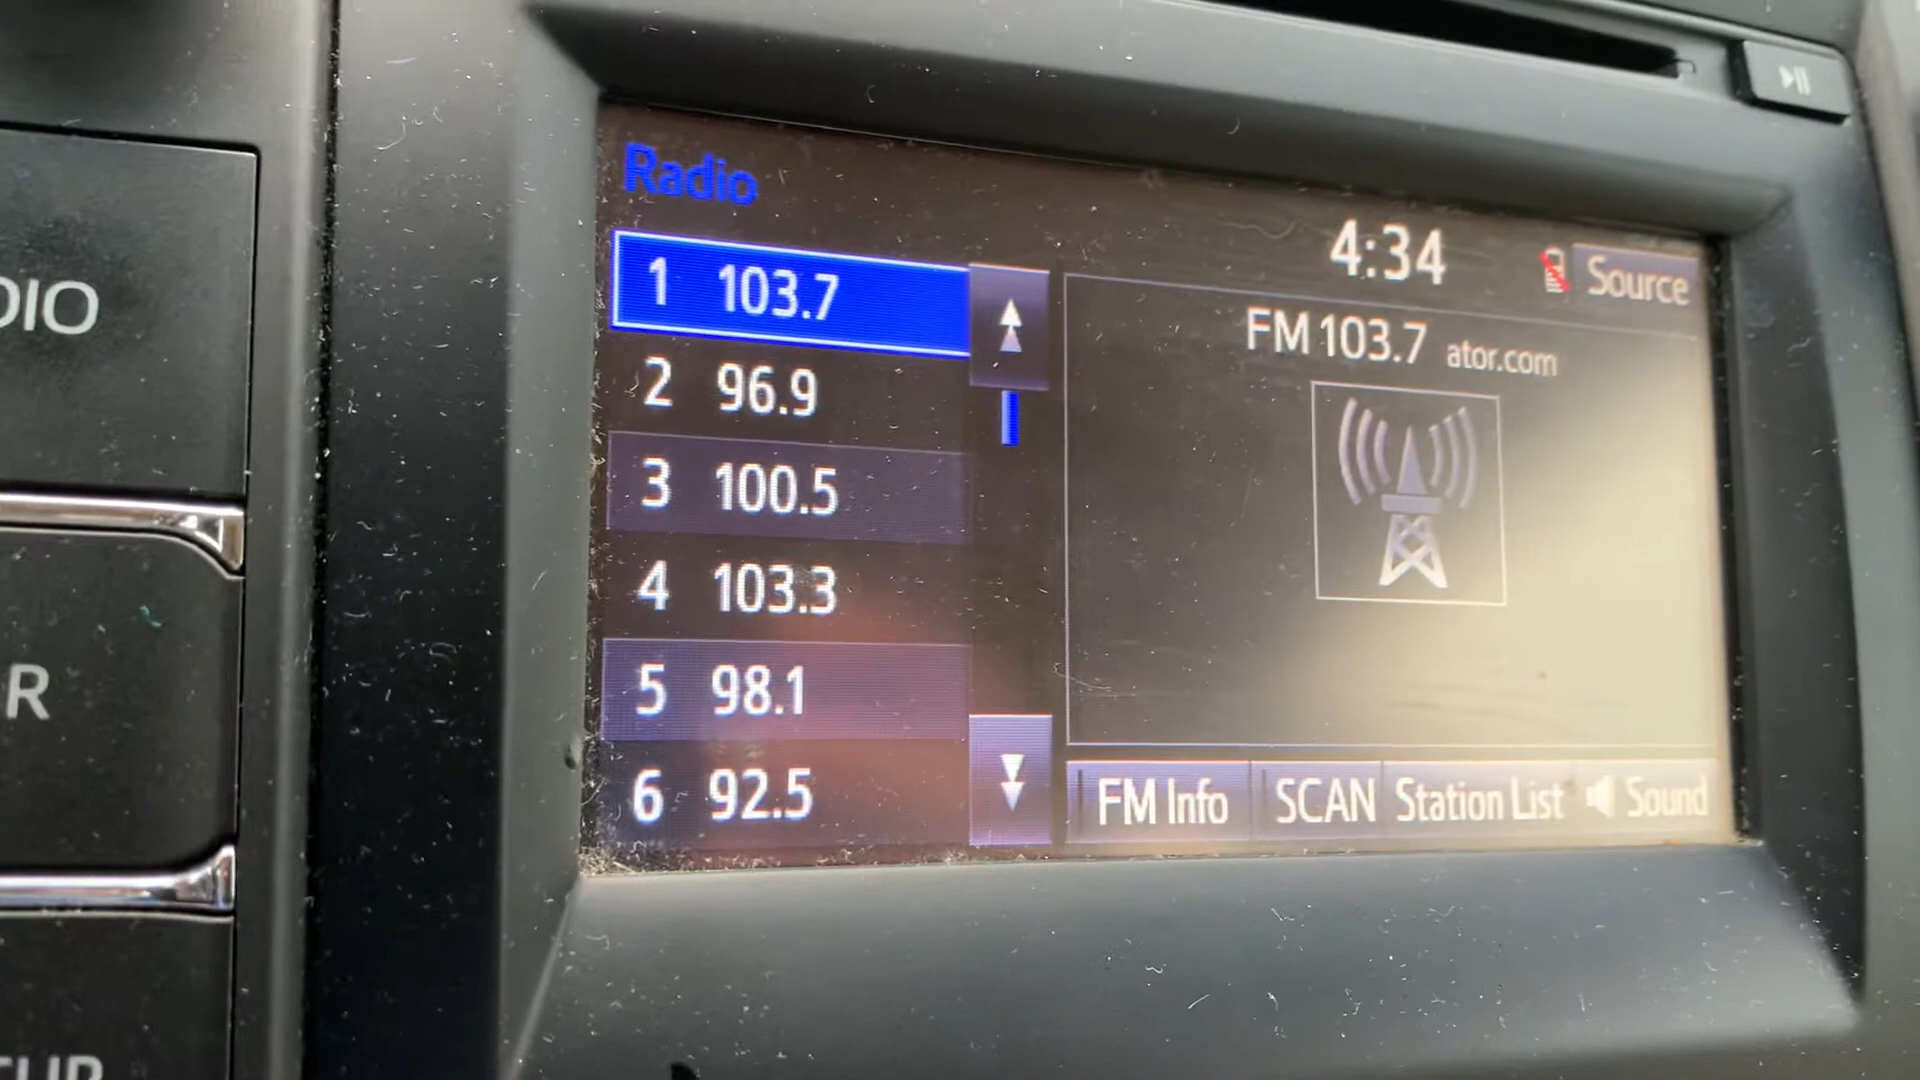 DIO
R
Radio
4:34
Source
1 103.7
2 96.9
3 100.5
4 103.3
5 98.1
6 92.5
FM 103.7 ator.com
FM Info SCAN Station List Sound